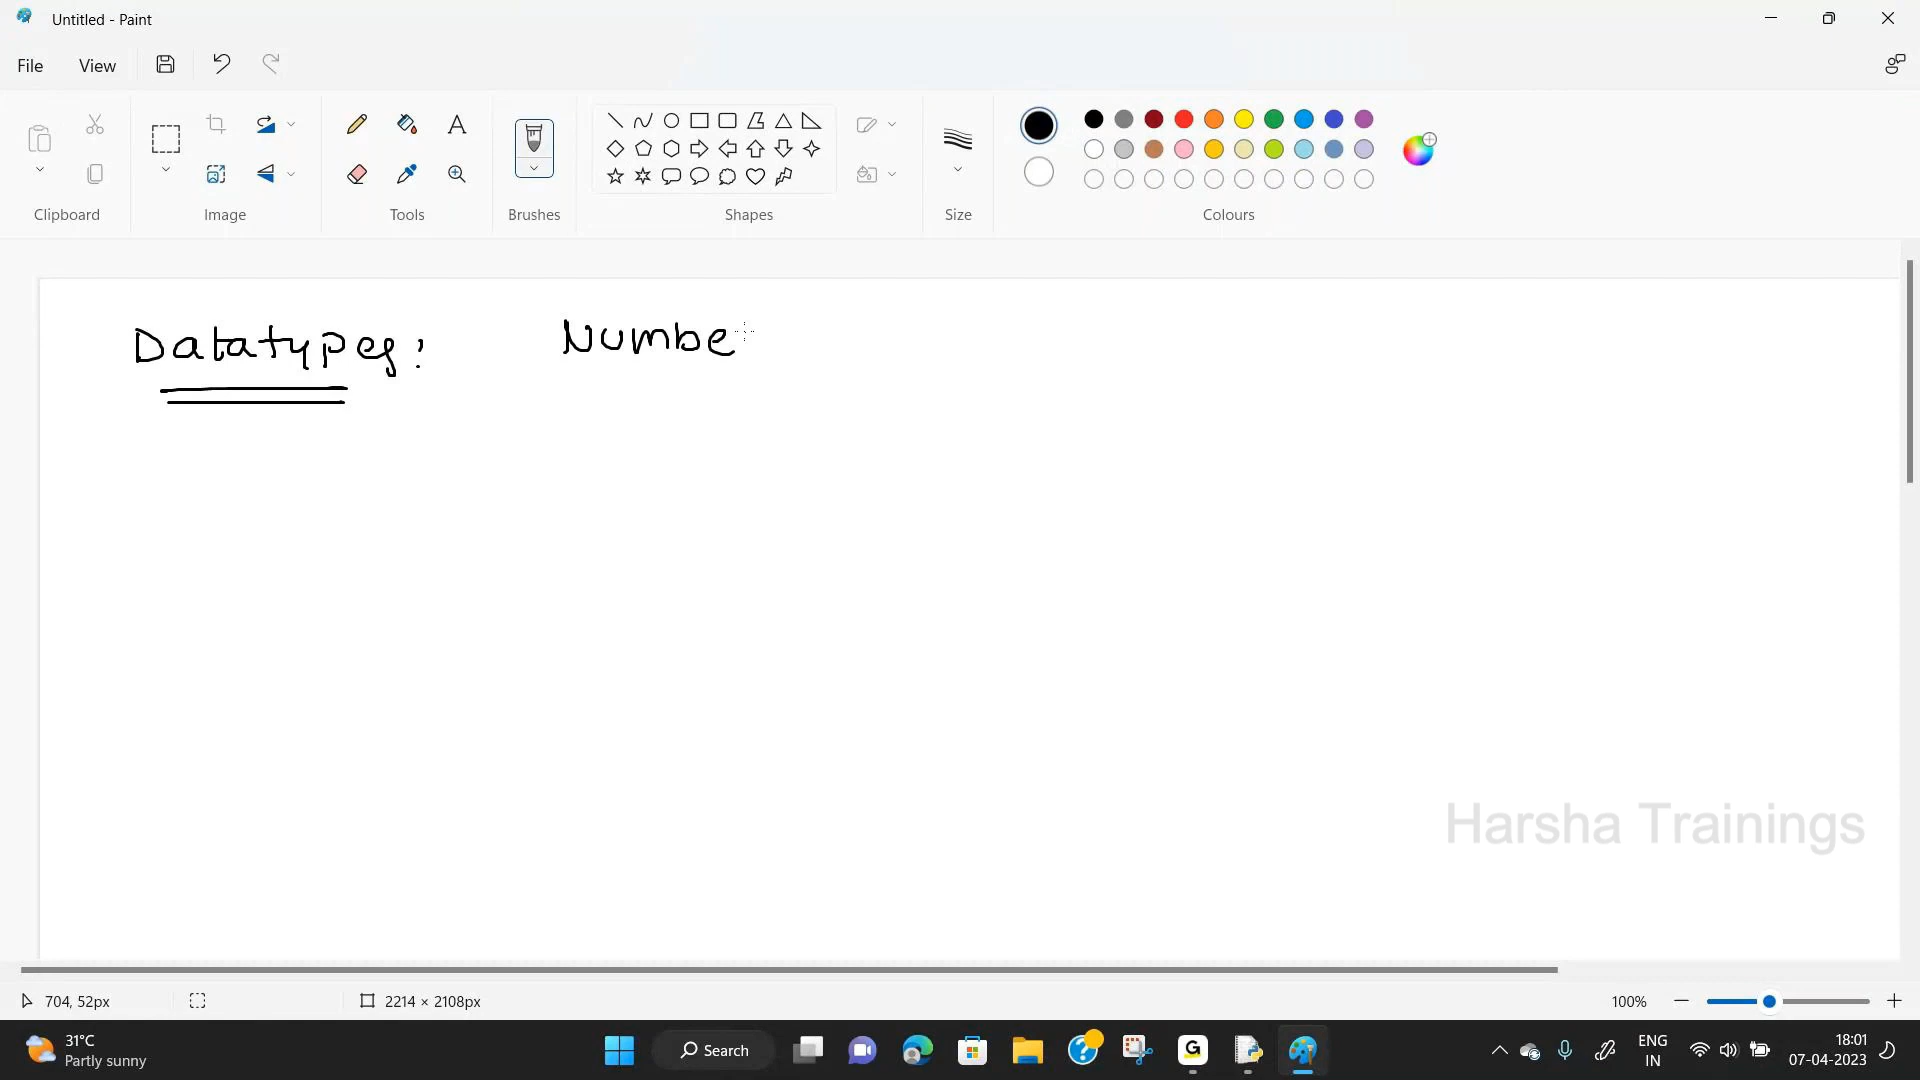 Untitled - Paint
File View
Clipboard Image Tools Brushes Shapes Size Colours
Datatypes: Numbe
Harsha Trainings
704, 52px 2214 × 2108px 100%
31°C
Partly sunny
Search
ENG
IN
18:01
07-04-2023